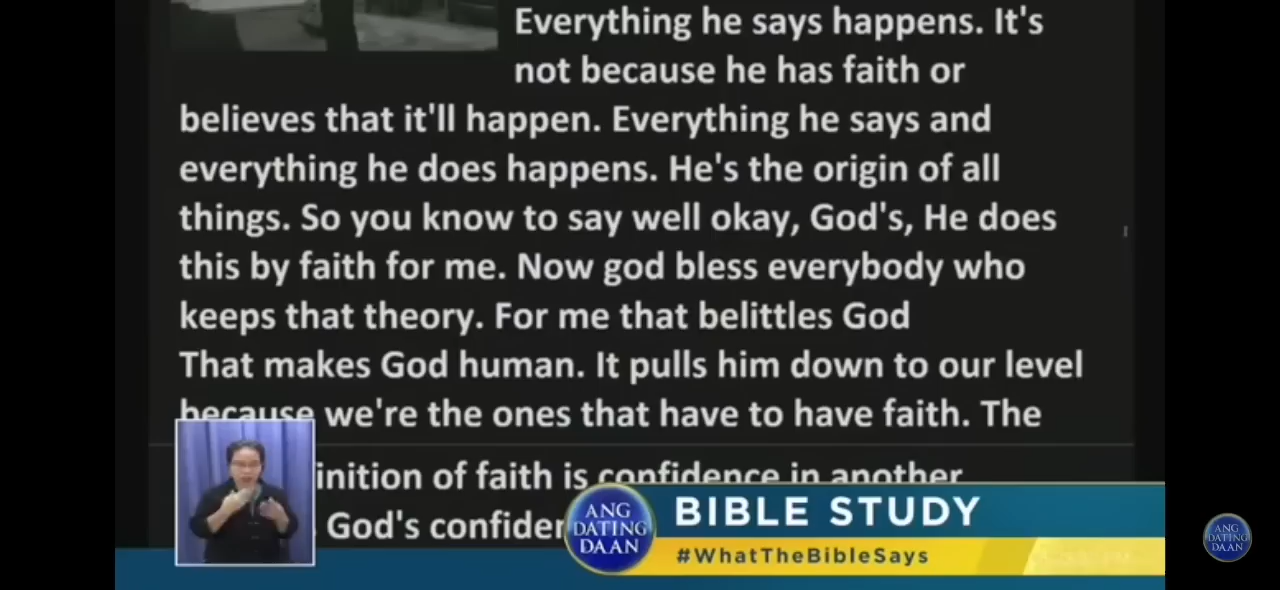 Everything he says happens. It's
not because he has faith or
believes that it'll happen. Everything he says and
everything he does happens. He's the origin of all
things. So you know to say well okay, God's, He does
this by faith for me. Now god bless everybody who
keeps that theory. For me that belittles God
That makes God human. It pulls him down to our level
because we're the ones that have to have faith. The
inition of faith is confidence in another
God's confiden
ANG
DATING
DAAN
BIBLE STUDY
#WhatTheBibleSays
ANG
DATING
DAAN